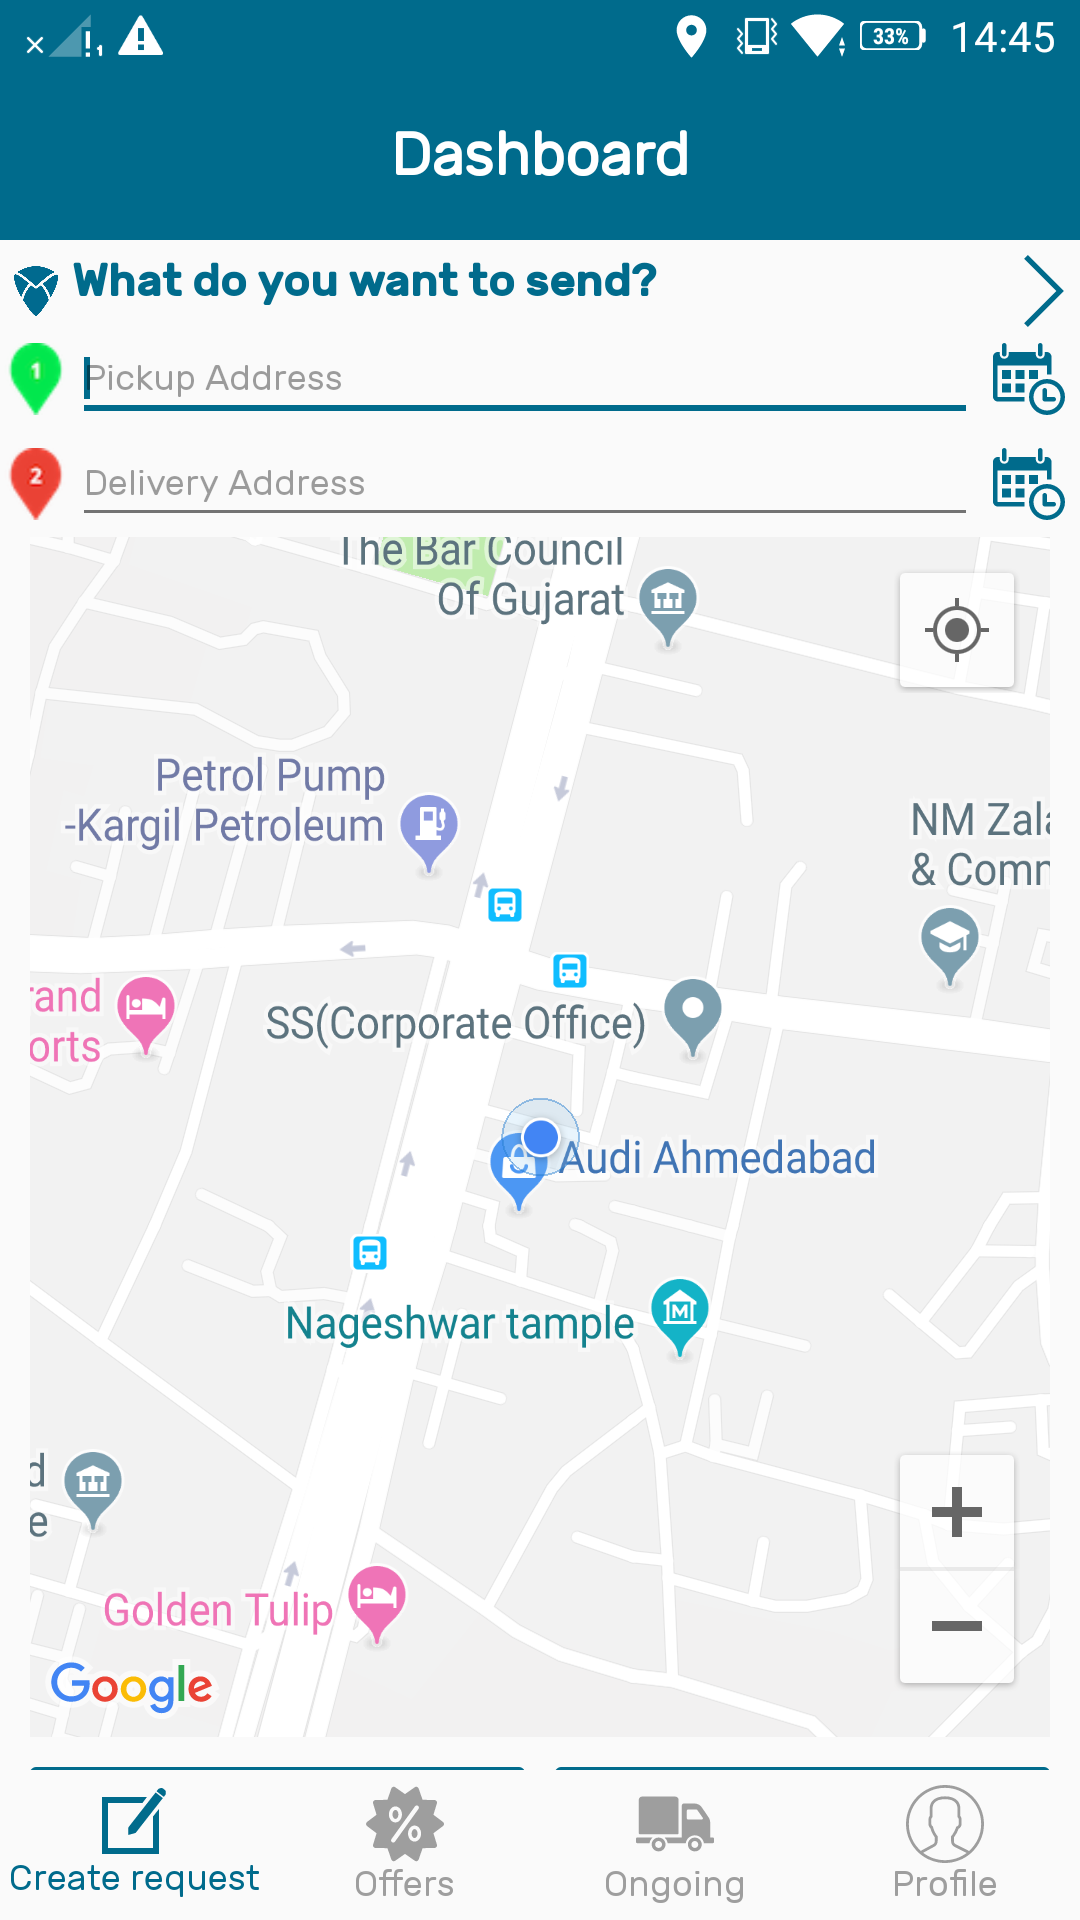 14:45
33%
Dashboard
What do you want to send?
1
Pickup Address
2
Delivery Address
The Bar Council
Of Gujarat
Petrol Pump
-Kargil Petroleum
NM Zala
& Comm
rand
orts
SS(Corporate Office)
Audi Ahmedabad
Nageshwar tample
d
e
Golden Tulip
Google
Create request
Offers
Ongoing
Profile